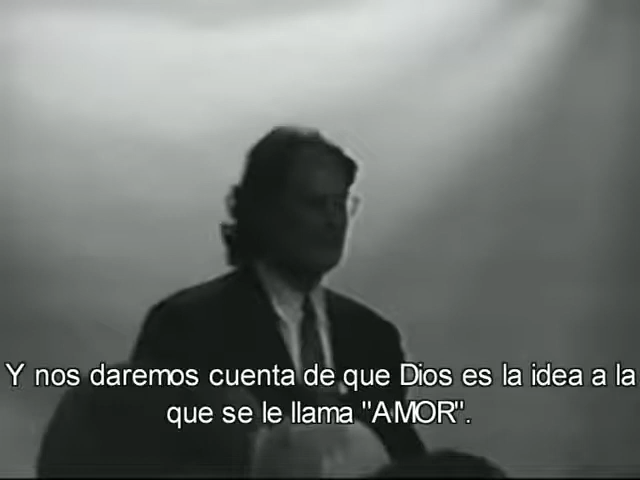 Y nos daremos cuenta de que Dios es la idea a la
que se le llama "AMOR".